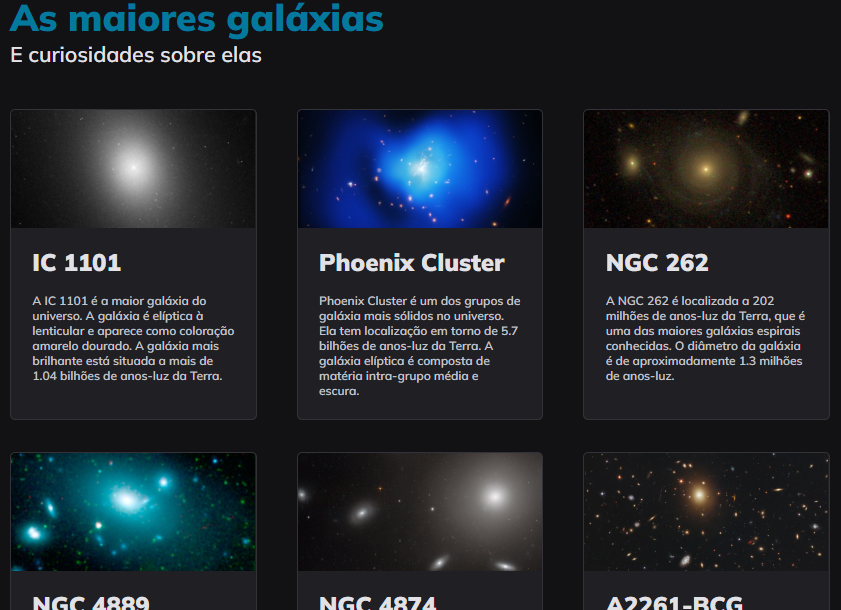 As maiores galáxias
E curiosidades sobre elas
IC 1101
A IC 1101 é a maior galáxia do
universo. A galáxia é elíptica à
lenticular e aparece como coloração
amarelo dourado. A galáxia mais
brilhante está situada a mais de
1.04 bilhões de anos-luz da Terra.
Phoenix Cluster
Phoenix Cluster é um dos grupos de
galáxia mais sólidos no universo.
Ela tem localização em torno de 5.7
bilhões de anos-luz da Terra. A
galáxia elíptica é composta de
matéria intra-grupo média e
escura.
NGC 262
A NGC 262 é localizada a 202
milhões de anos-luz da Terra, que é
uma das maiores galáxias espirais
conhecidas. O diâmetro da galáxia
é de aproximadamente 1.3 milhões
de anos-luz.
NGC 4889
NGC 4874
A2261-BCG